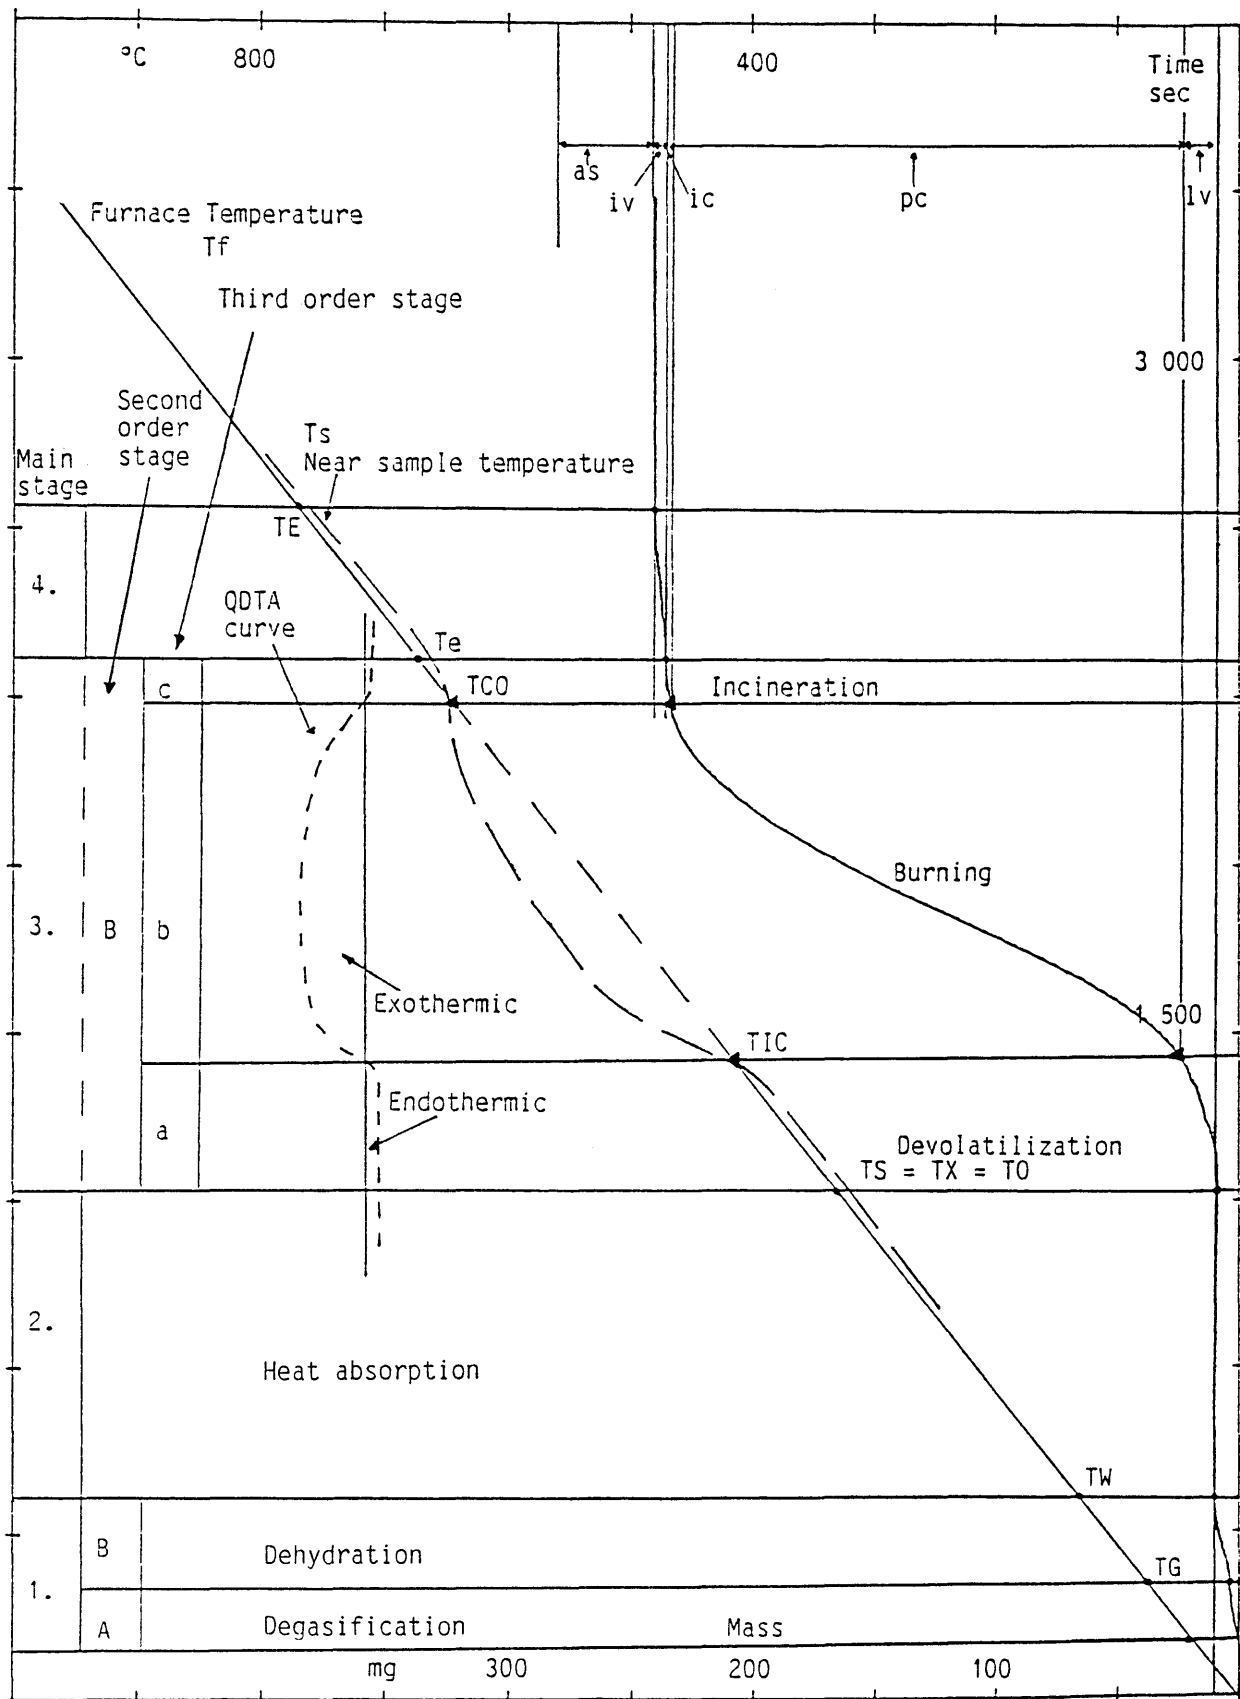 °C 800 400 Time
sec
as
iv ic pc lv
Furnace Temperature
Tf
Third order stage
3 000
Second
order
stage
Ts
Near sample temperature
Main
stage
TE
4.
QDTA
curve
Te
c TCO Incineration
Burning
3. B b
Exothermic
1 500
TIC
Endothermic
a
Devolatilization
TS = TX = TO
2.
Heat absorption
TW
B Dehydration
TG
1.
A Degasification Mass
mg 300 200 100